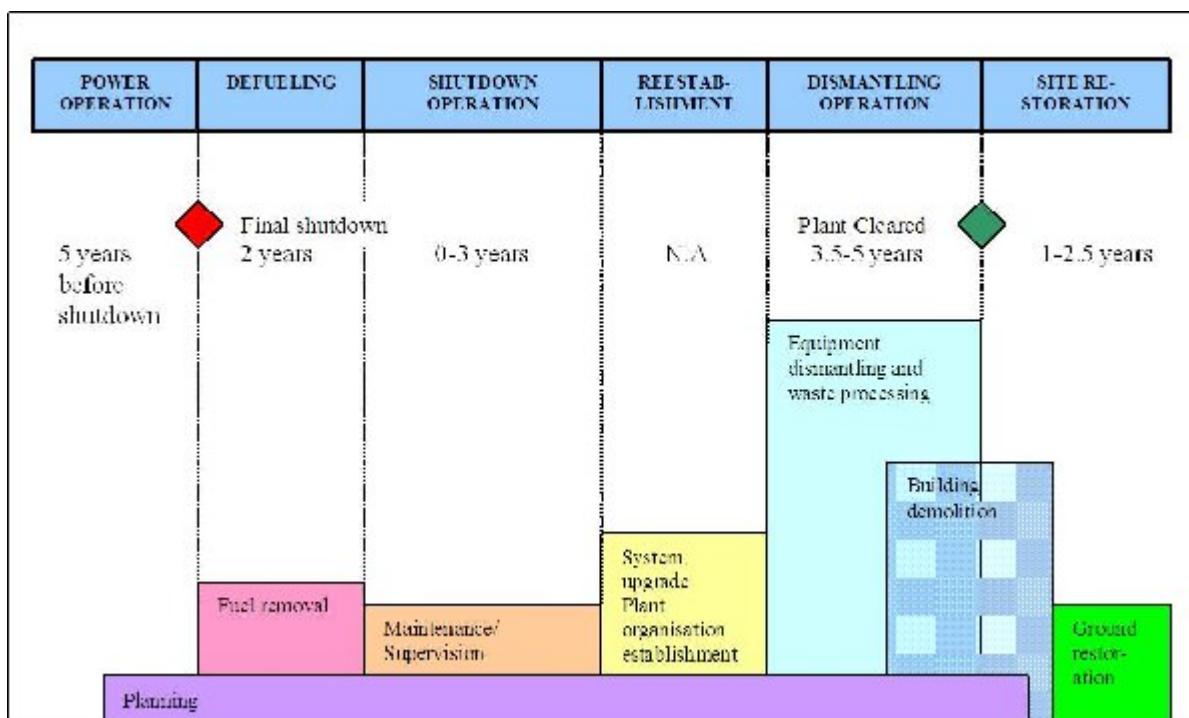 POWER
OPERATION
DEFUELING
SHUTDOWN
OPERATION
REESTAB-
LISHMENT
DISMANTLING
OPERATION
SITE RE-
STORATION
Final shutdown
Plant Cleared
5 years
before
shutdown
2 years
0-3 years
N/A
3.5-5 years
1-2.5 years
Equipment
dismantling and
waste processing
Building
demolition
System
upgrade
Plant
organisation
establishment
Fuel removal
Maintenance/
Supervision
Ground
restor-
ation
Planning